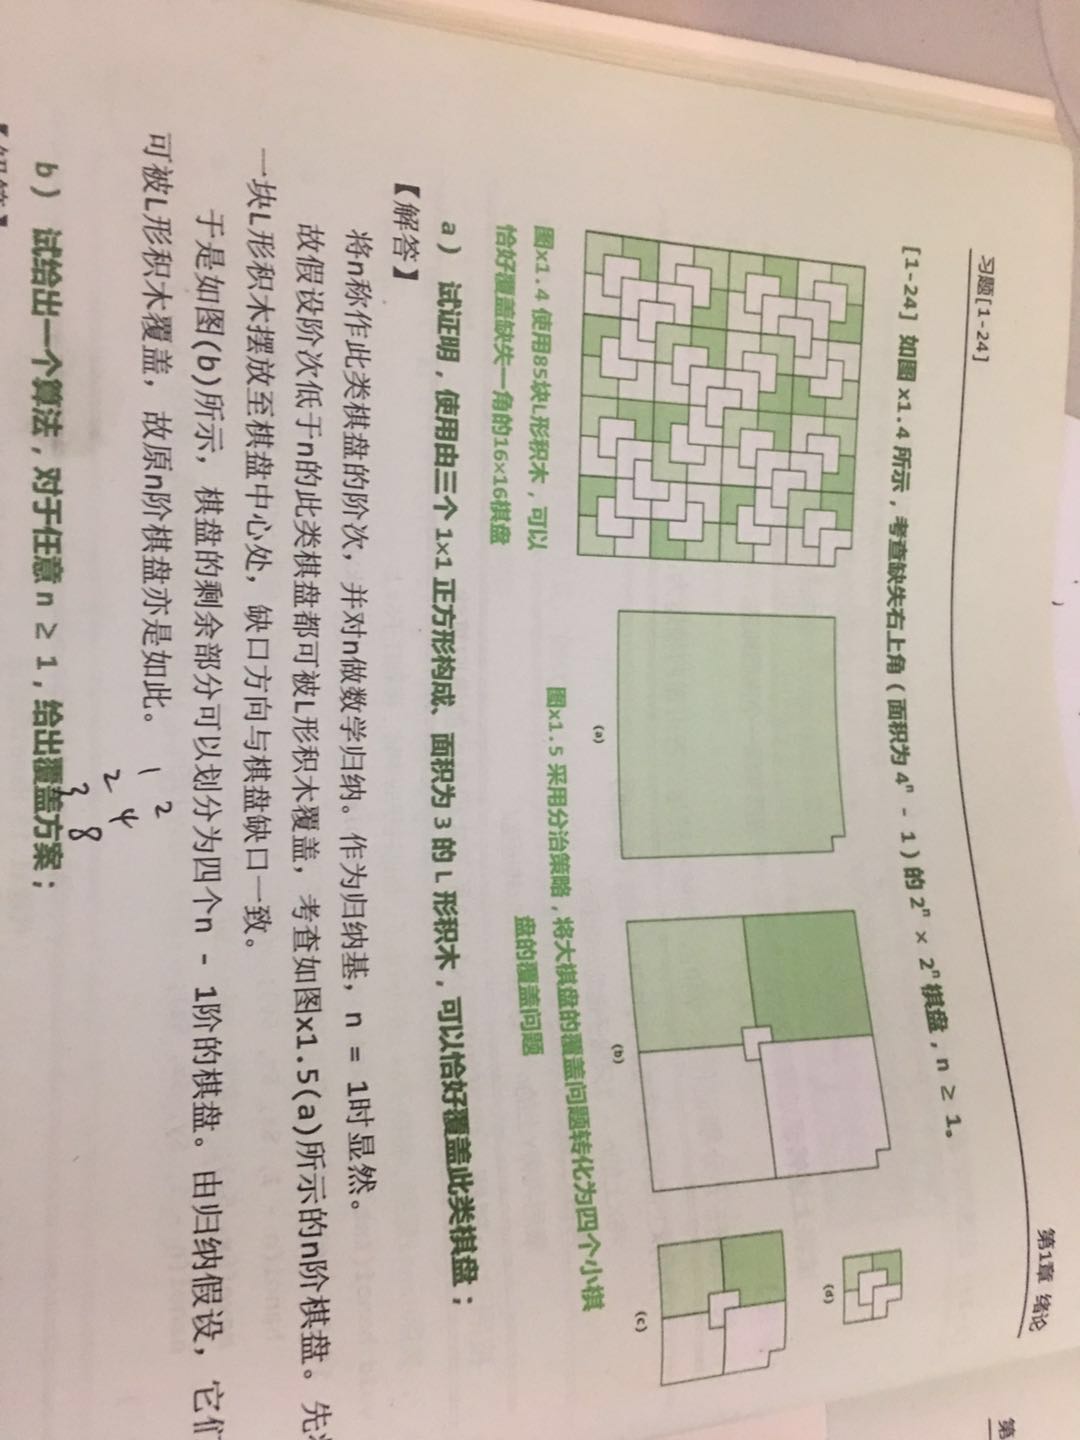 习题[1-24]
第1章 绪论
[1-24] 如图 x1.4 所示，考查缺失右上角（面积为 4ⁿ - 1）的 2ⁿ × 2ⁿ棋盘，n ≥ 1。
(a)
(b)
(c)
(d)
图x1.4 使用85块L形积木，可以
恰好覆盖缺失一角的16×16棋盘
图x1.5 采用分治策略，将大棋盘的覆盖问题转化为四个小棋
盘的覆盖问题
a） 试证明，使用由三个 1×1 正方形构成、面积为 3 的 L 形积木，可以恰好覆盖此类棋盘；
【解答】
将n称作此类棋盘的阶次，并对n做数学归纳。作为归纳基，n = 1时显然。
故假设阶次低于n的此类棋盘都可被L形积木覆盖，考查如图x1.5(a)所示的n阶棋盘。先
一块L形积木摆放至棋盘中心处，缺口方向与棋盘缺口一致。
于是如图(b)所示，棋盘的剩余部分可以划分为四个n - 1阶的棋盘。由归纳假设，它
可被L形积木覆盖，故原n阶棋盘亦是如此。
1 2
2 4
3 8
b） 试给出一个算法，对于任意 n ≥ 1，给出覆盖方案；
第